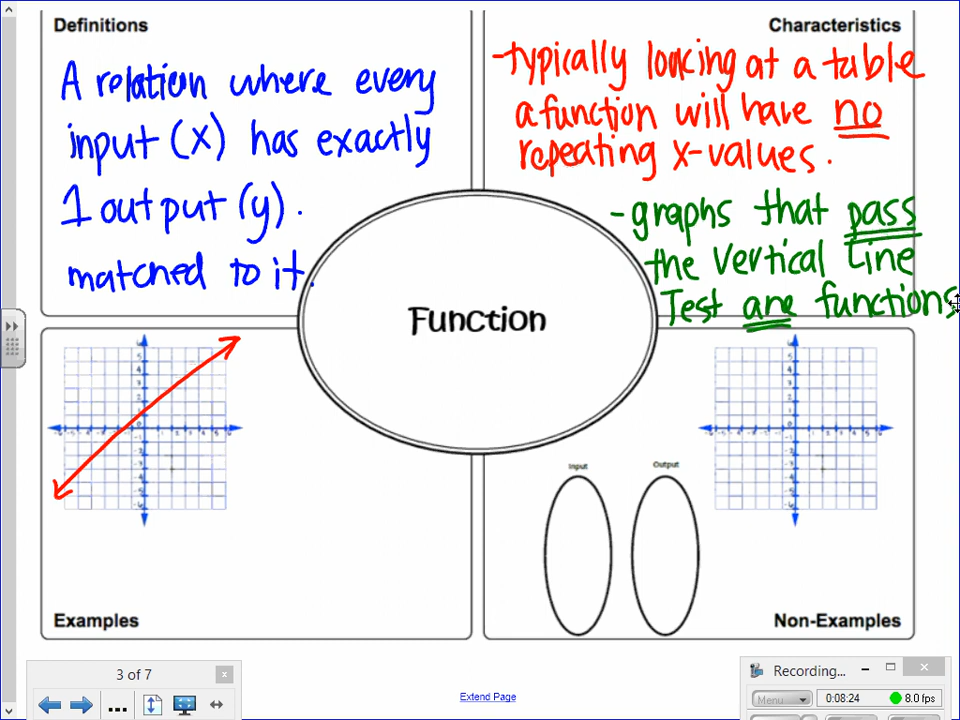 Definitions
A relation where every
input (x) has exactly
1 output (y).
matched to it.
Characteristics
-typically looking at a table
a function will have no
repeating x-values.
-graphs that pass
the Vertical Line
Test are functions
Function
Examples
Input
Output
Non-Examples
3 of 7
Extend Page
Recording...
Menu
0:08:24
8.0 fps